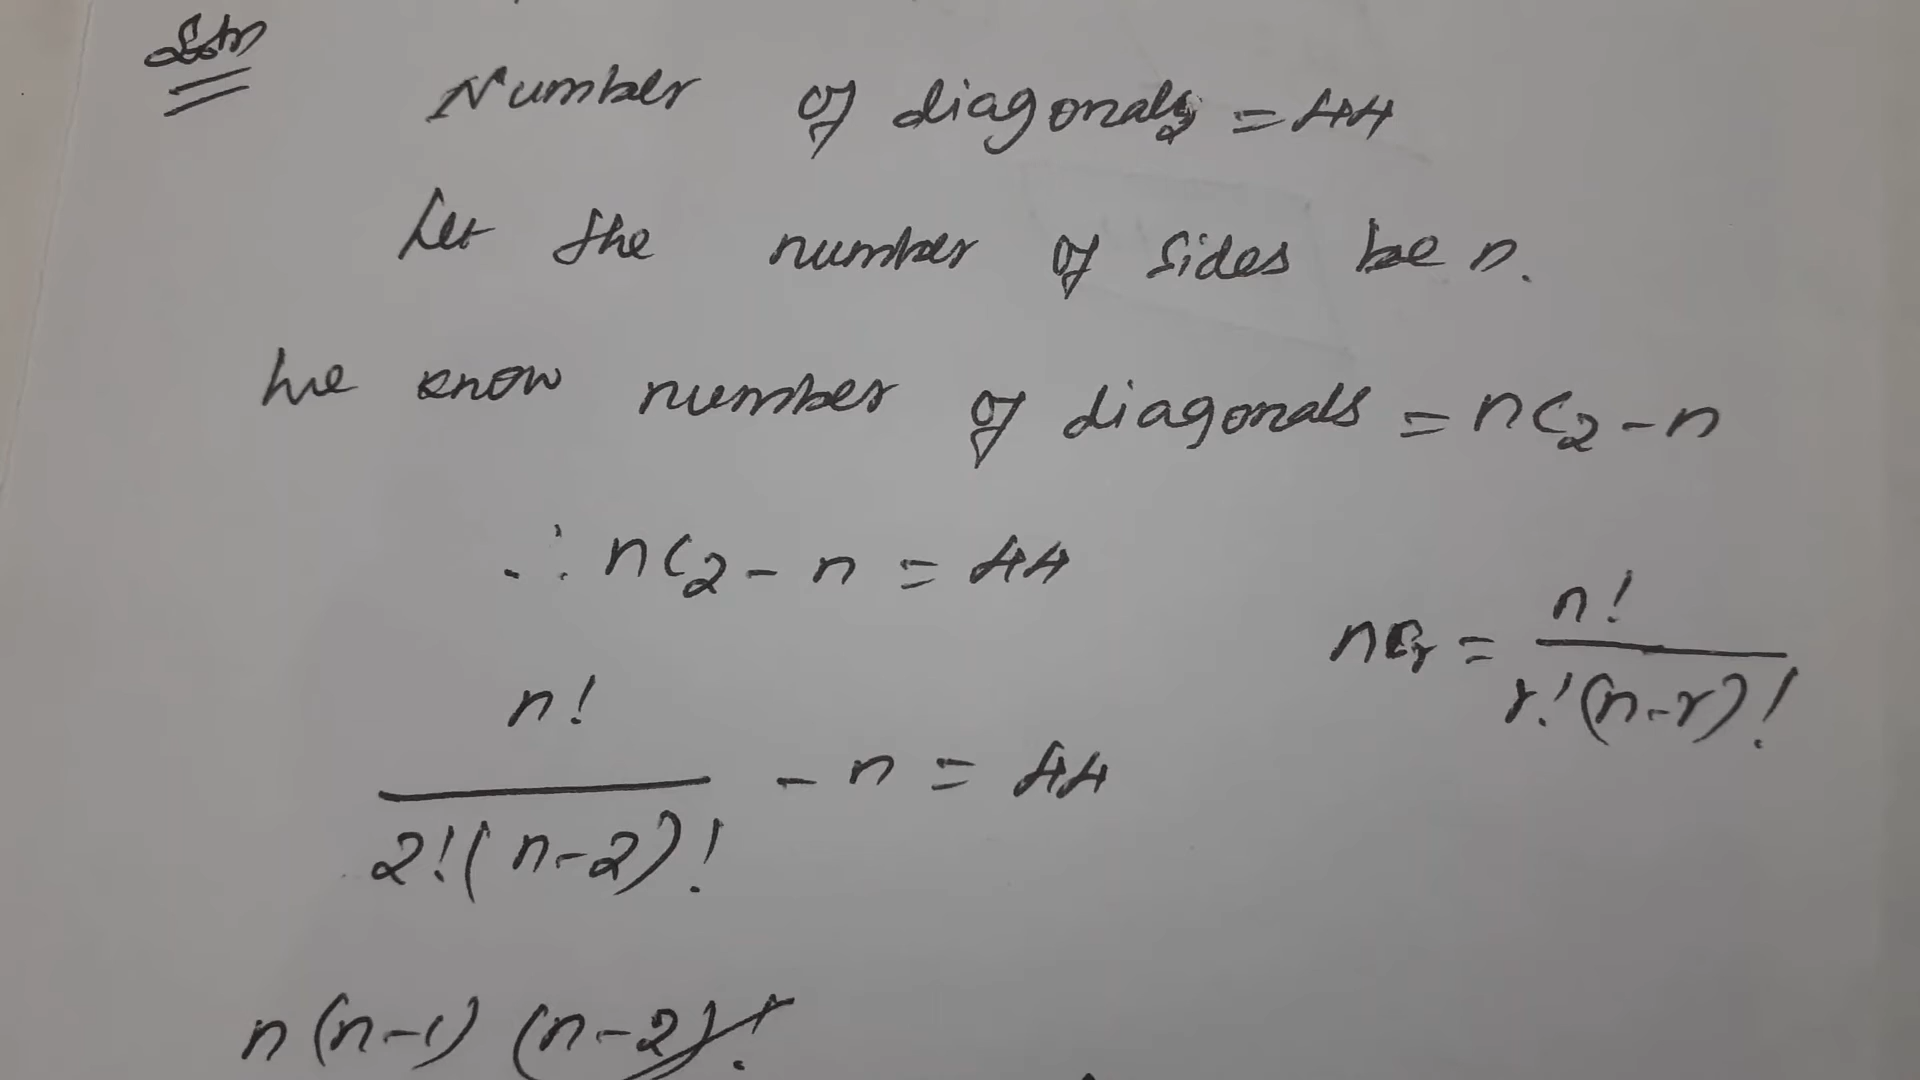 Soln
Number of diagonals = 44
Let the number of sides be n.
We know number of diagonals = nC2 - n
∴ nC2 - n = 44
nCr = n! / r!(n-r)!
n! / 2!(n-2)! - n = 44
n(n-1)(n-2)!